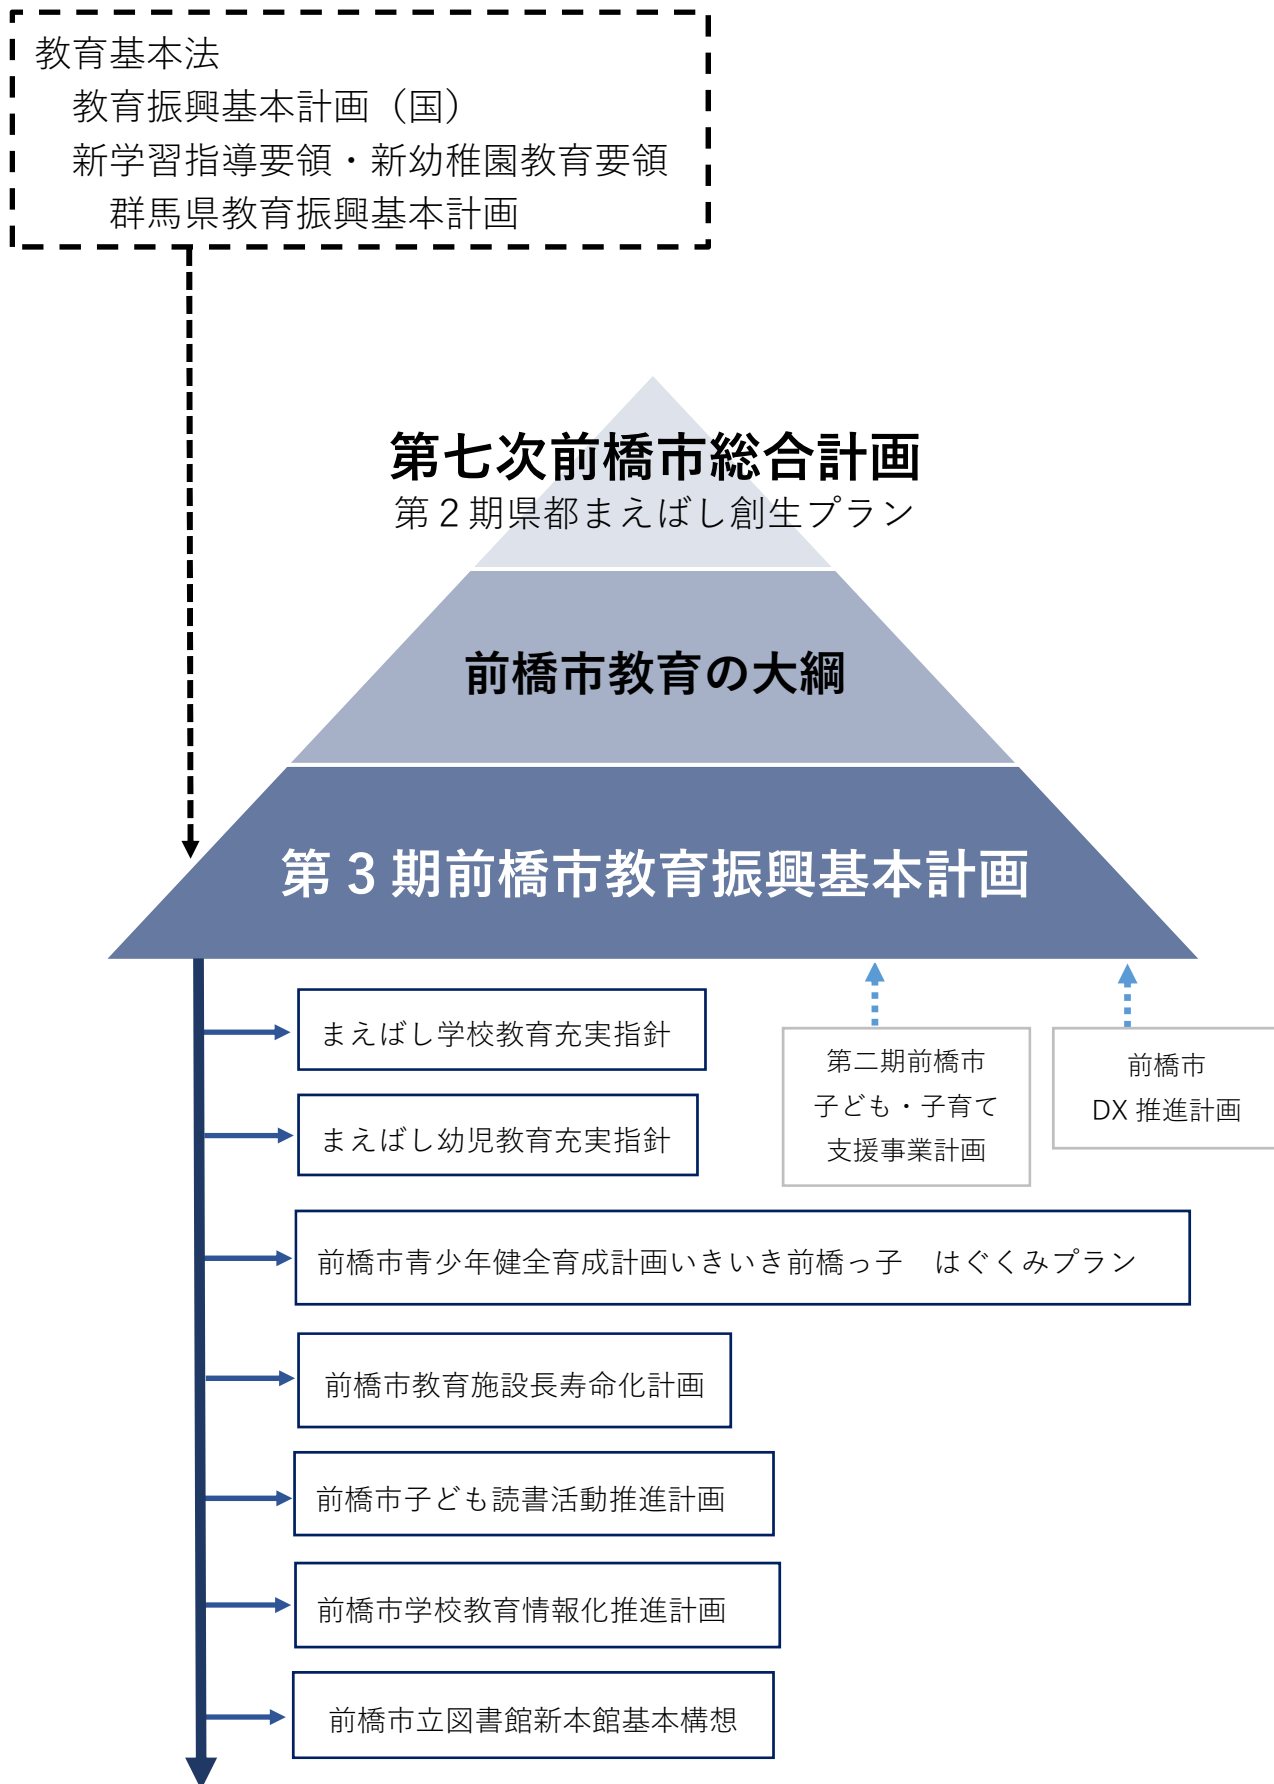 教育基本法
教育振興基本計画（国）
新学習指導要領・新幼稚園教育要領
群馬県教育振興基本計画
第七次前橋市総合計画
第２期県都まえばし創生プラン
前橋市教育の大綱
第３期前橋市教育振興基本計画
まえばし学校教育充実指針
まえばし幼児教育充実指針
第二期前橋市
子ども・子育て
支援事業計画
前橋市
DX 推進計画
前橋市青少年健全育成計画いきいき前橋っ子　はぐくみプラン
前橋市教育施設長寿命化計画
前橋市子ども読書活動推進計画
前橋市学校教育情報化推進計画
前橋市立図書館新本館基本構想